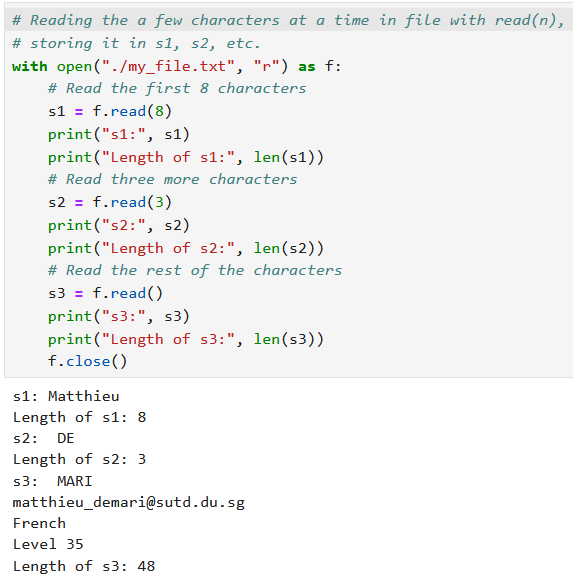 # Reading the a few characters at a time in file with read(n),
# storing it in s1, s2, etc.
with open("./my_file.txt", "r") as f:
    # Read the first 8 characters
    s1 = f.read(8)
    print("s1:", s1)
    print("Length of s1:", len(s1))
    # Read three more characters
    s2 = f.read(3)
    print("s2:", s2)
    print("Length of s2:", len(s2))
    # Read the rest of the characters
    s3 = f.read()
    print("s3:", s3)
    print("Length of s3:", len(s3))
    f.close()
s1: Matthieu
Length of s1: 8
s2:  DE
Length of s2: 3
s3:  MARI
matthieu_demari@sutd.du.sg
French
Level 35
Length of s3: 48